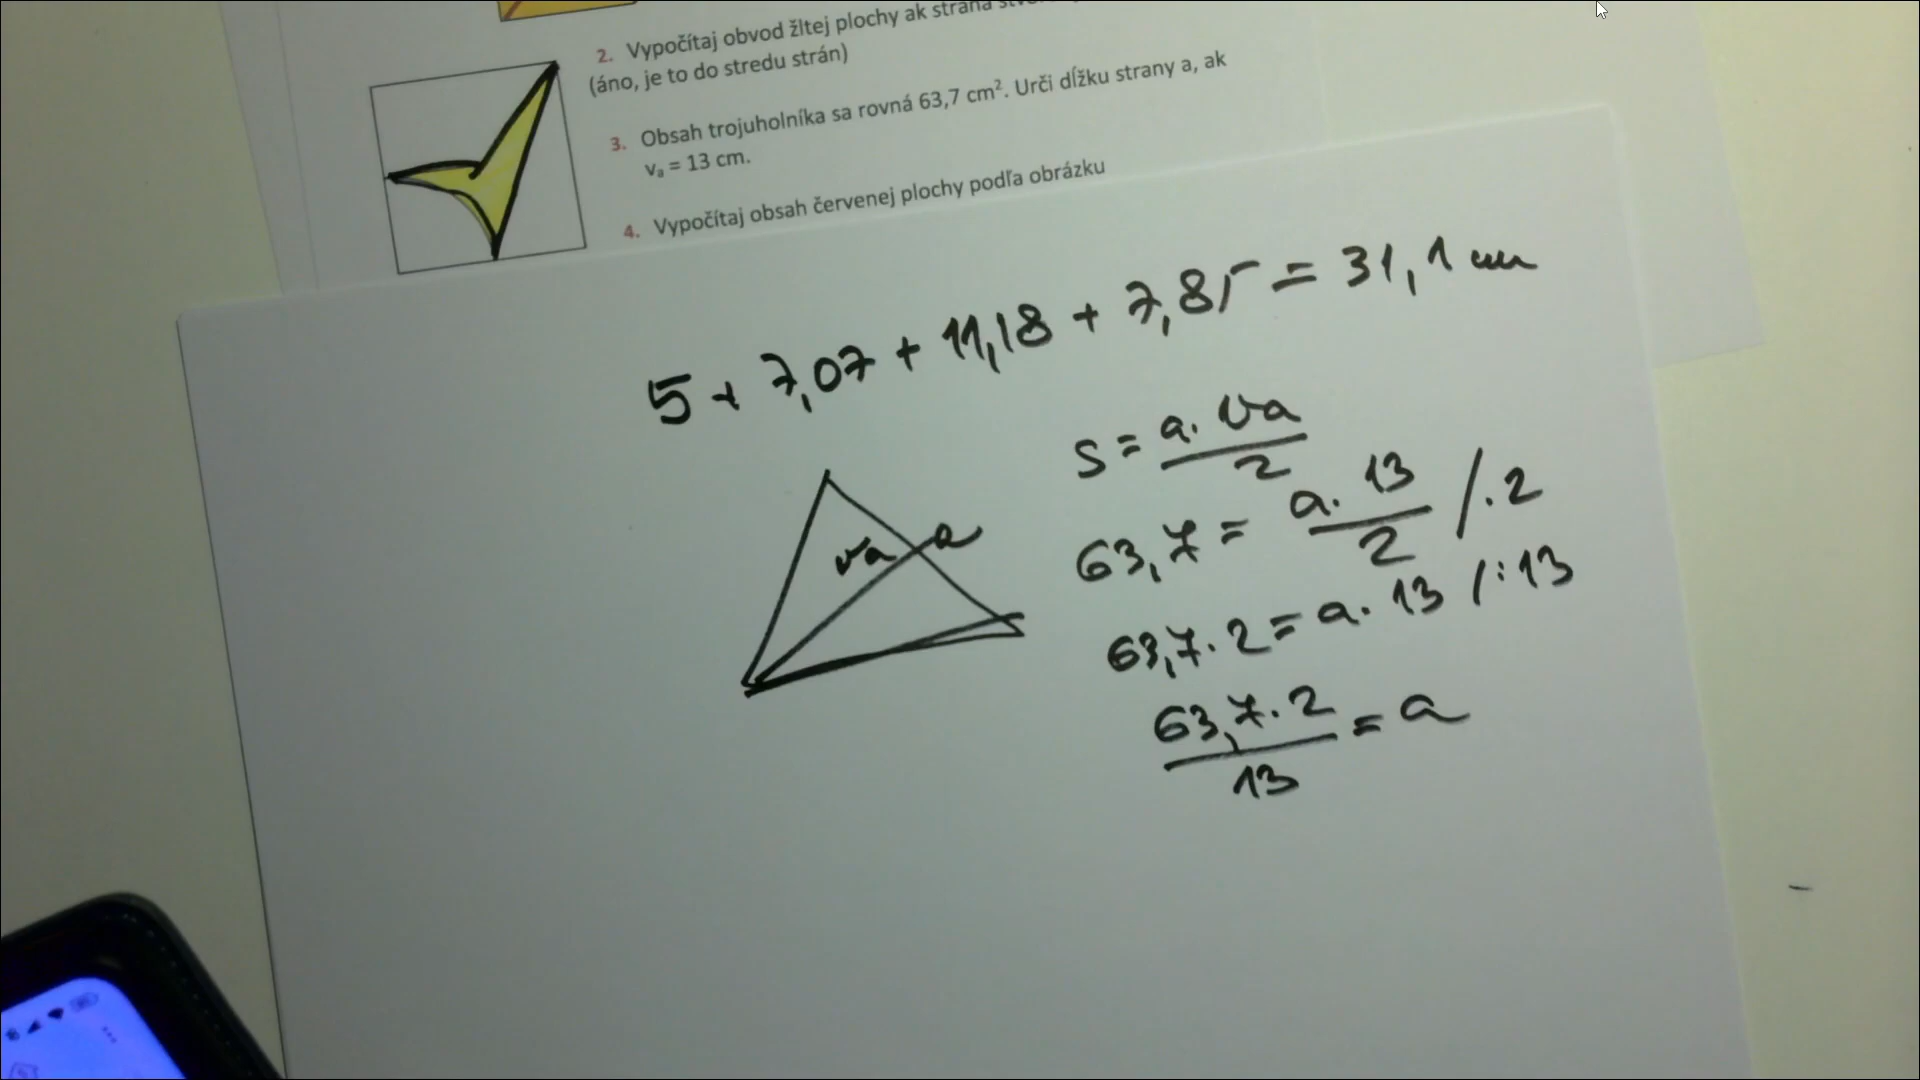 2. Vypočítaj obvod žltej plochy ak strana
(áno, je to do stredu strán)
3. Obsah trojuholníka sa rovná 63,7 cm². Urči dĺžku strany a, ak
vₐ = 13 cm.
4. Vypočítaj obsah červenej plochy podľa obrázku
5 + 7,07 + 11,18 + 7,85 = 31,1 cm
S = a · va / 2
63,7 = a · 13 / 2 / · 2
63,7 · 2 = a · 13 / : 13
63,7 · 2 / 13 = a
va a